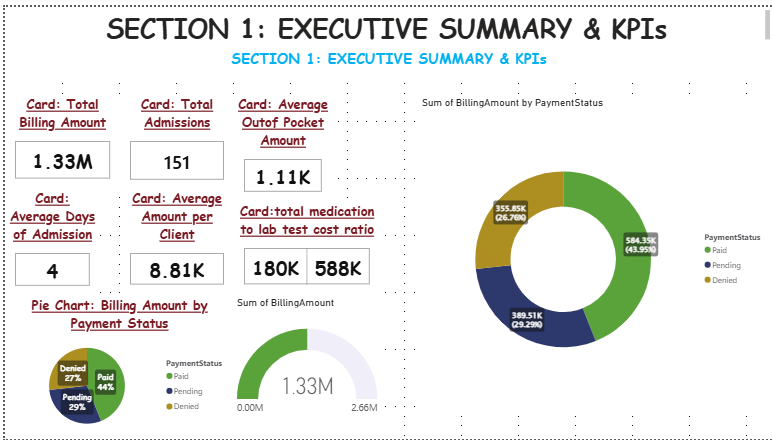 SECTION 1: EXECUTIVE SUMMARY & KPIs
SECTION 1: EXECUTIVE SUMMARY & KPIs
Card: Total
Billing Amount
1.33M
Card: Total
Admissions
151
Card: Average
Outof Pocket
Amount
1.11K
Card:
Average Days
of Admission
4
Card: Average
Amount per
Client
8.81K
Card:total medication
to lab test cost ratio
180K
588K
Pie Chart: Billing Amount by
Payment Status
Denied
27%
Paid
44%
Pending
29%
PaymentStatus
Paid
Pending
Denied
Sum of BillingAmount
1.33M
0.00M
2.66M
Sum of BillingAmount by PaymentStatus
355.85K
(26.76%)
584.35K
(43.95%)
389.51K
(29.29%)
PaymentStatus
Paid
Pending
Denied